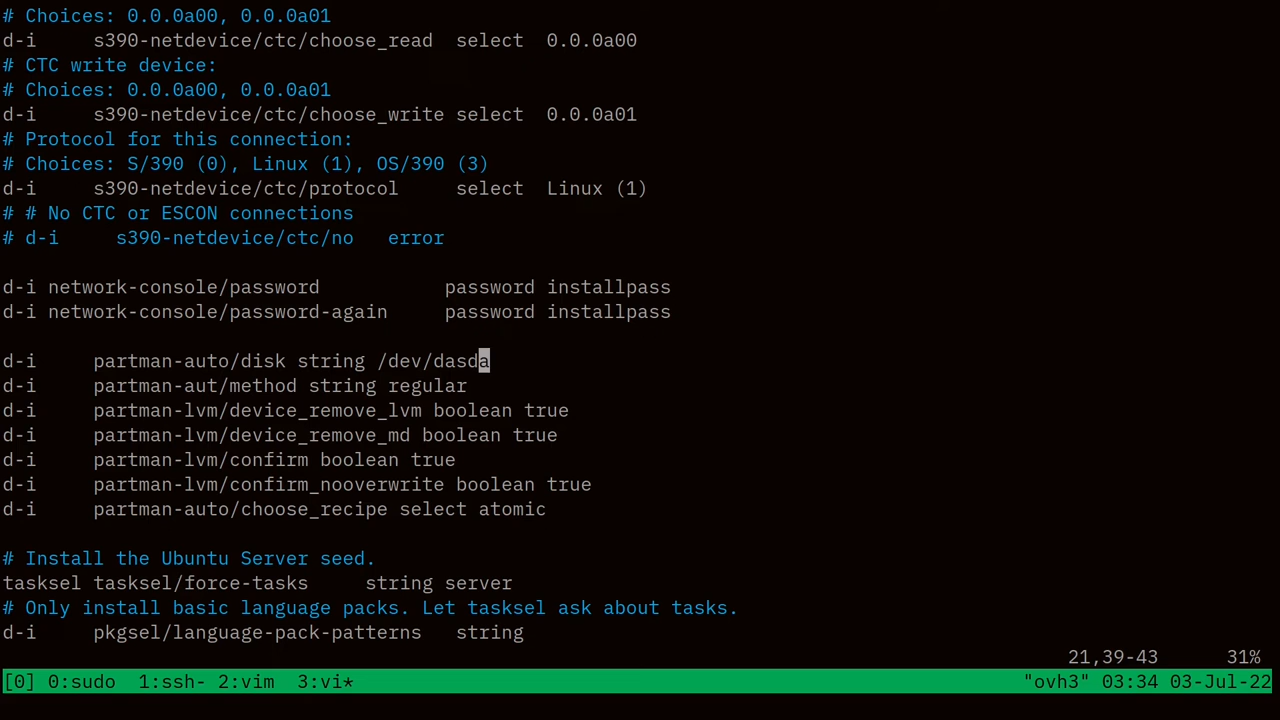 # Choices: 0.0.0a00, 0.0.0a01
d-i     s390-netdevice/ctc/choose_read  select  0.0.0a00
# CTC write device:
# Choices: 0.0.0a00, 0.0.0a01
d-i     s390-netdevice/ctc/choose_write select  0.0.0a01
# Protocol for this connection:
# Choices: S/390 (0), Linux (1), OS/390 (3)
d-i     s390-netdevice/ctc/protocol     select  Linux (1)
# # No CTC or ESCON connections
# d-i     s390-netdevice/ctc/no   error
d-i network-console/password           password installpass
d-i network-console/password-again     password installpass
d-i     partman-auto/disk string /dev/dasda
d-i     partman-aut/method string regular
d-i     partman-lvm/device_remove_lvm boolean true
d-i     partman-lvm/device_remove_md boolean true
d-i     partman-lvm/confirm boolean true
d-i     partman-lvm/confirm_nooverwrite boolean true
d-i     partman-auto/choose_recipe select atomic
# Install the Ubuntu Server seed.
tasksel tasksel/force-tasks     string server
# Only install basic language packs. Let tasksel ask about tasks.
d-i     pkgsel/language-pack-patterns   string
21,39-43      31%
[0] 0:sudo  1:ssh- 2:vim  3:vi*    "ovh3" 03:34 03-Jul-22